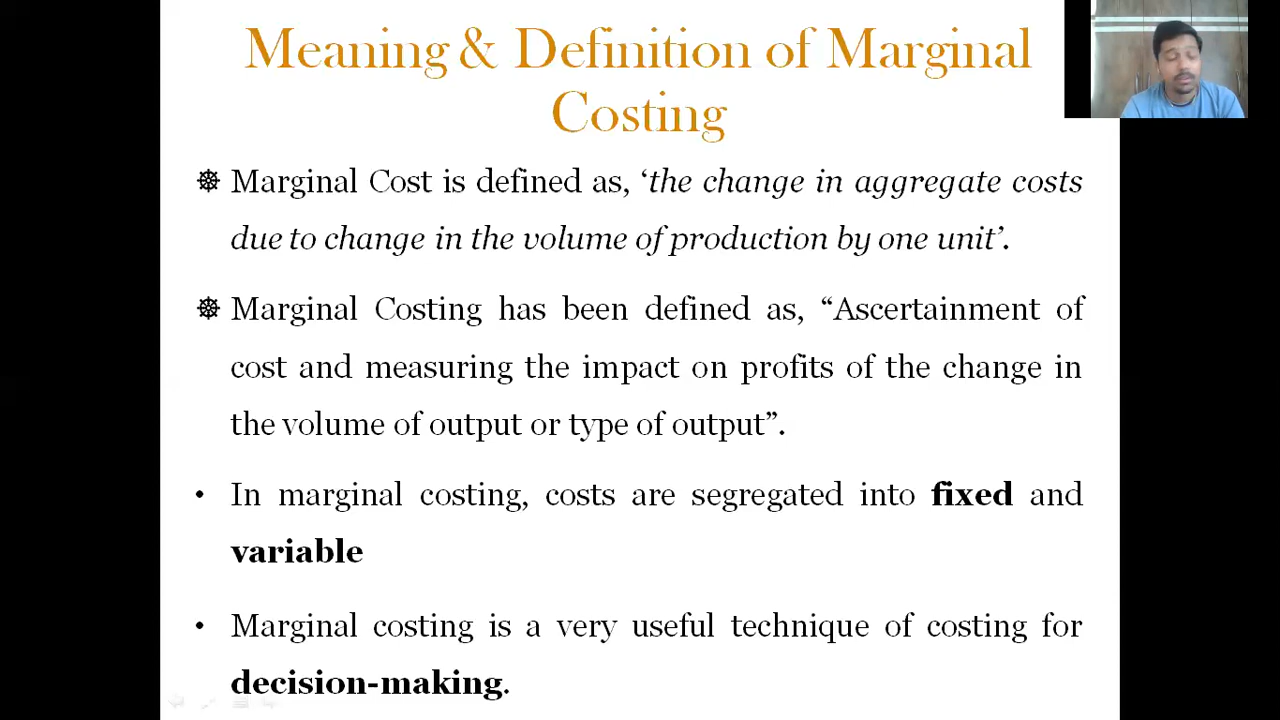 Meaning & Definition of Marginal
Costing
Marginal Cost is defined as, ‘the change in aggregate costs
due to change in the volume of production by one unit’.
Marginal Costing has been defined as, “Ascertainment of
cost and measuring the impact on profits of the change in
the volume of output or type of output”.
• In marginal costing, costs are segregated into fixed and
variable
• Marginal costing is a very useful technique of costing for
decision-making.